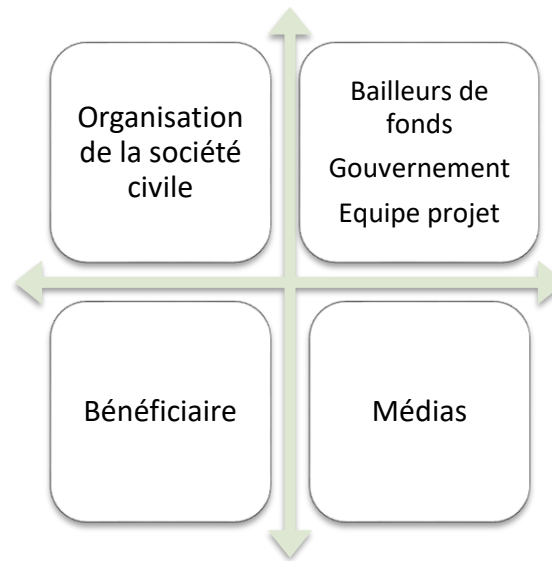 Organisation
de la société
civile
Bailleurs de
fonds
Gouvernement
Equipe projet
Bénéficiaire
Médias